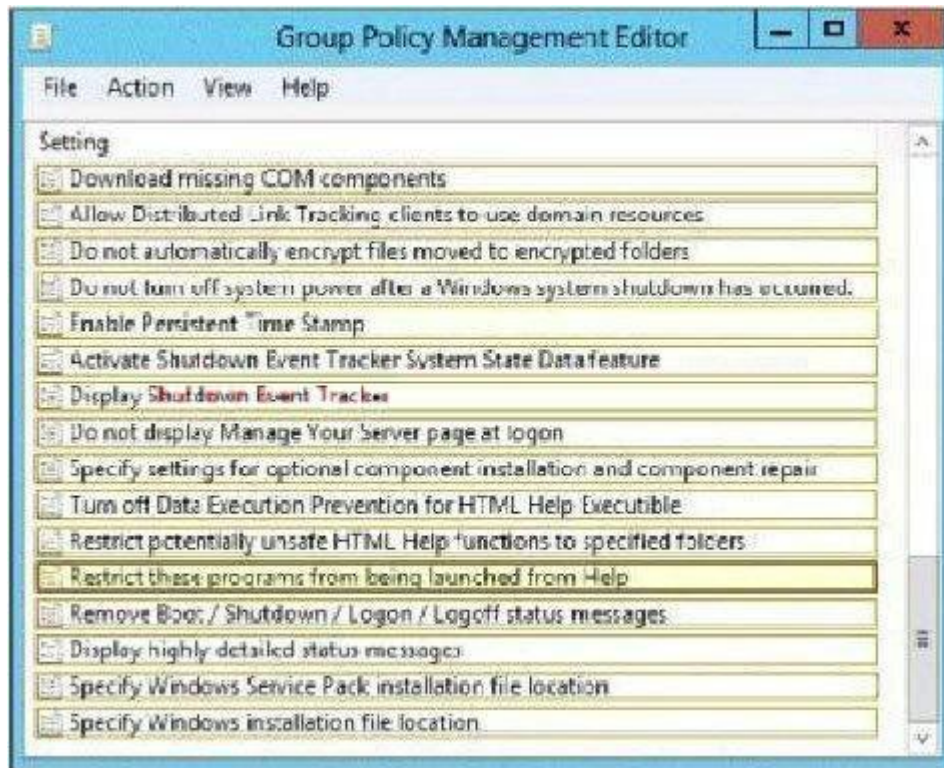 Group Policy Management Editor
File Action View Help
Setting
Download missing COM components
Allow Distributed Link Tracking clients to use domain resources
Do not automatically encrypt files moved to encrypted folders
Do not turn off system power after a Windows system shutdown has occurred.
Enable Persistent Time Stamp
Activate Shutdown Event Tracker System State Data feature
Display Shutdown Event Tracker
Do not display Manage Your Server page at logon
Specify settings for optional component installation and component repair
Turn off Data Execution Prevention for HTML Help Executible
Restrict potentially unsafe HTML Help functions to specified folders
Restrict these programs from being launched from Help
Remove Boot / Shutdown / Logon / Logoff status messages
Display highly detailed status messages
Specify Windows Service Pack installation file location
Specify Windows installation file location